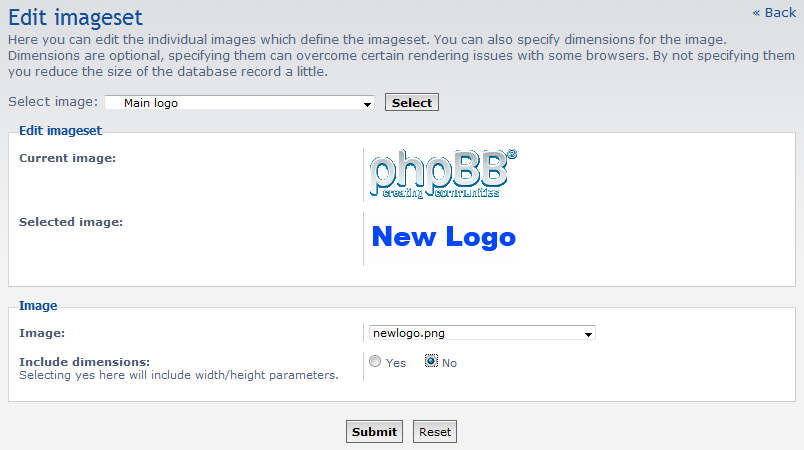 Edit imageset
« Back
Here you can edit the individual images which define the imageset. You can also specify dimensions for the image.
Dimensions are optional, specifying them can overcome certain rendering issues with some browsers. By not specifying them
you reduce the size of the database record a little.
Select image: Main logo Select
Edit imageset
Current image:
phpBB®
creating communities
Selected image:
New Logo
Image
Image: newlogo.png
Include dimensions: Yes No
Selecting yes here will include width/height parameters.
Submit Reset